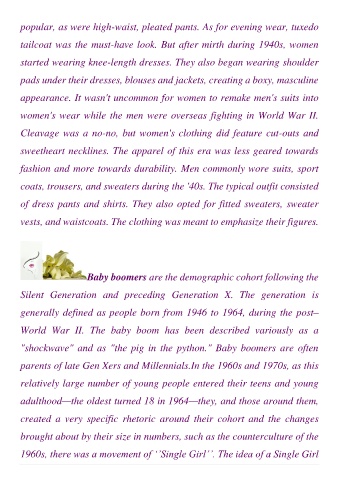 popular, as were high-waist, pleated pants. As for evening wear, tuxedo
tailcoat was the must-have look. But after mirth during 1940s, women
started wearing knee-length dresses. They also began wearing shoulder
pads under their dresses, blouses and jackets, creating a boxy, masculine
appearance. It wasn't uncommon for women to remake men's suits into
women's wear while the men were overseas fighting in World War II.
Cleavage was a no-no, but women's clothing did feature cut-outs and
sweetheart necklines. The apparel of this era was less geared towards
fashion and more towards durability. Men commonly wore suits, sport
coats, trousers, and sweaters during the '40s. The typical outfit consisted
of dress pants and shirts. They also opted for fitted sweaters, sweater
vests, and waistcoats. The clothing was meant to emphasize their figures.
Baby boomers are the demographic cohort following the
Silent Generation and preceding Generation X. The generation is
generally defined as people born from 1946 to 1964, during the post–
World War II. The baby boom has been described variously as a
"shockwave" and as "the pig in the python." Baby boomers are often
parents of late Gen Xers and Millennials.In the 1960s and 1970s, as this
relatively large number of young people entered their teens and young
adulthood—the oldest turned 18 in 1964—they, and those around them,
created a very specific rhetoric around their cohort and the changes
brought about by their size in numbers, such as the counterculture of the
1960s, there was a movement of ‘’Single Girl’’. The idea of a Single Girl